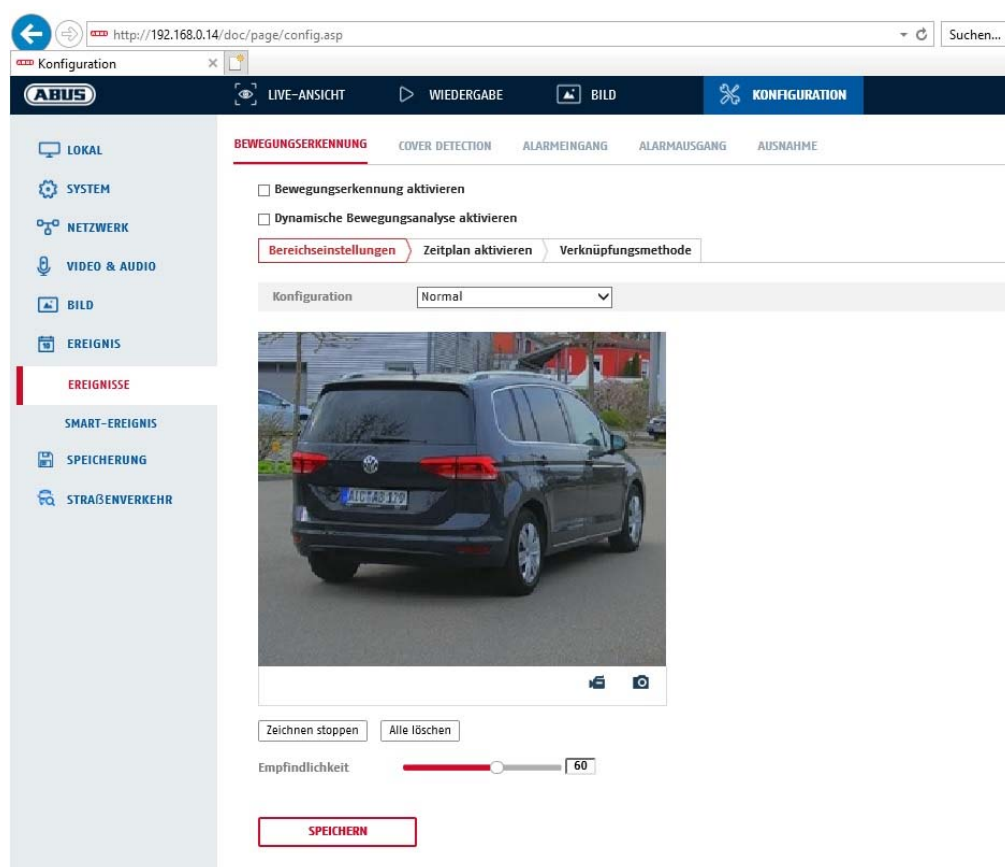 http://192.168.0.14/doc/page/config.asp
Suchen...
Konfiguration
ABUS
LIVE-ANSICHT
WIEDERGABE
BILD
KONFIGURATION
LOKAL
SYSTEM
NETZWERK
VIDEO & AUDIO
BILD
EREIGNIS
EREIGNISSE
SMART-EREIGNIS
SPEICHERUNG
STRAßENVERKEHR
BEWEGUNGSERKENNUNG
COVER DETECTION
ALARMEINGANG
ALARMAUSGANG
AUSNAHME
Bewegungserkennung aktivieren
Dynamische Bewegungsanalyse aktivieren
Bereichseinstellungen
Zeitplan aktivieren
Verknüpfungsmethode
Konfiguration
Normal
AIC AB 129
Zeichnen stoppen
Alle löschen
Empfindlichkeit
60
SPEICHERN